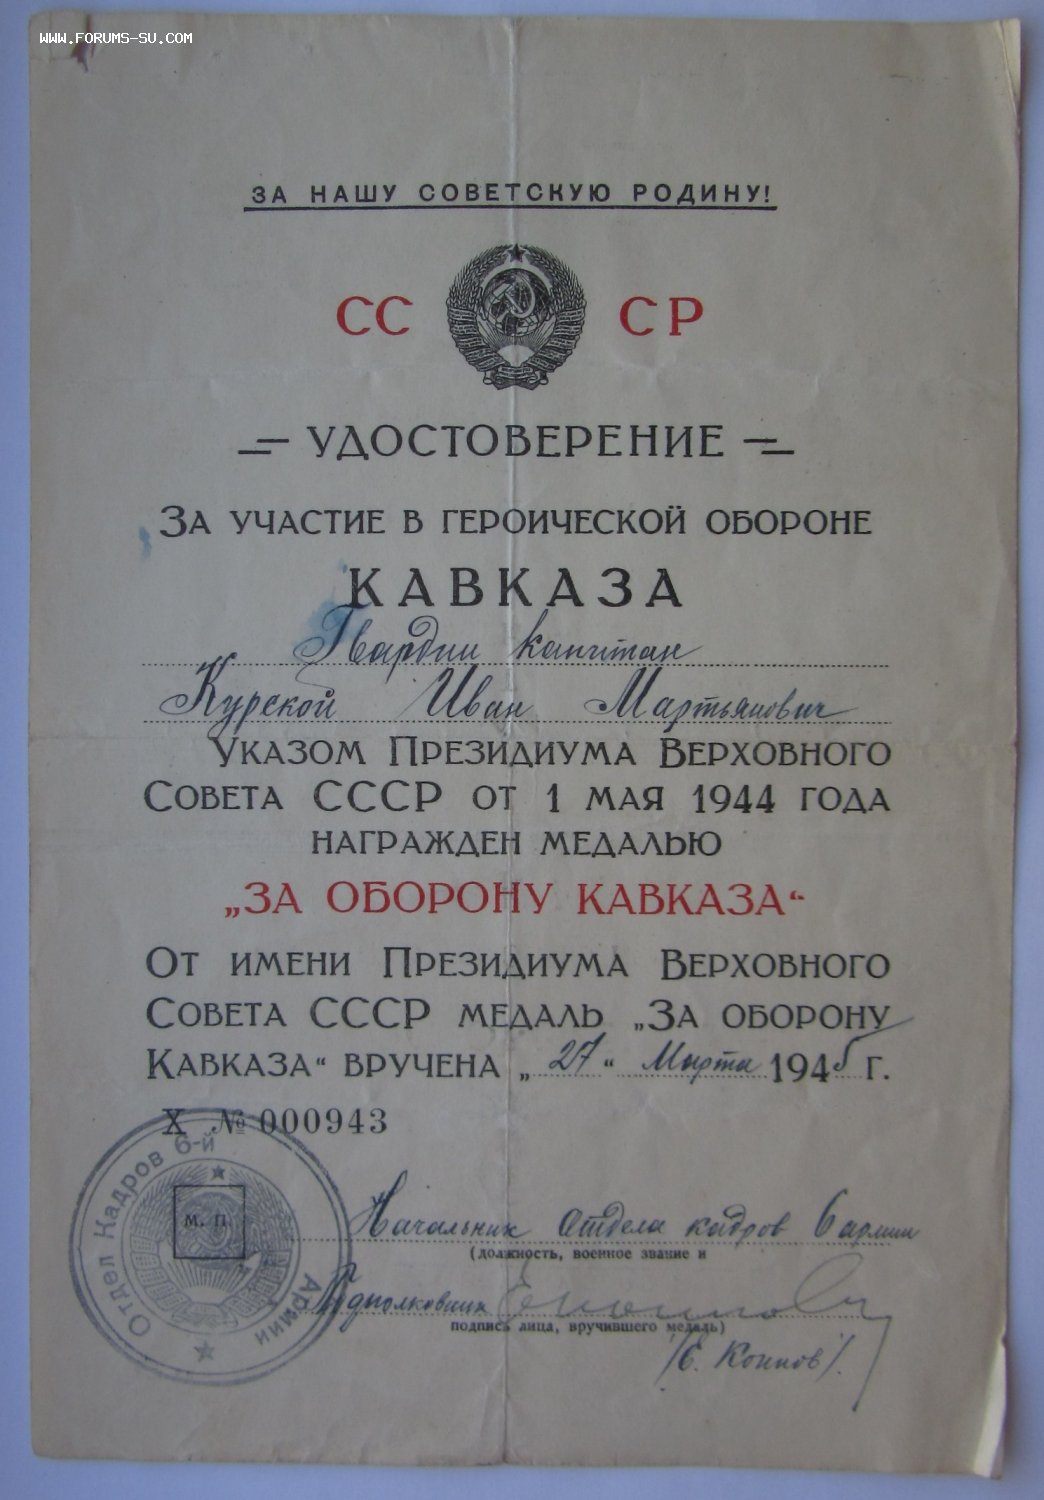 WWW.FORUMS-SU.COM
ЗА НАШУ СОВЕТСКУЮ РОДИНУ!
СС СР
УДОСТОВЕРЕНИЕ
ЗА УЧАСТИЕ В ГЕРОИЧЕСКОЙ ОБОРОНЕ
КАВКАЗА
Гвардии капитан
Курской Иван Мартьянович
УКАЗОМ ПРЕЗИДИУМА ВЕРХОВНОГО
СОВЕТА СССР ОТ 1 МАЯ 1944 ГОДА
НАГРАЖДЕН МЕДАЛЬЮ
„ЗА ОБОРОНУ КАВКАЗА“
ОТ ИМЕНИ ПРЕЗИДИУМА ВЕРХОВНОГО
СОВЕТА СССР МЕДАЛЬ „ЗА ОБОРОНУ
КАВКАЗА“ ВРУЧЕНА „27“ Марта 1945 Г.
X № 000943
Отдел Кадров 6-й Армии
М. П.
Начальник отдела кадров 6 армии
(должность, военное звание и
Подполковник
подпись лица, вручившего медаль)